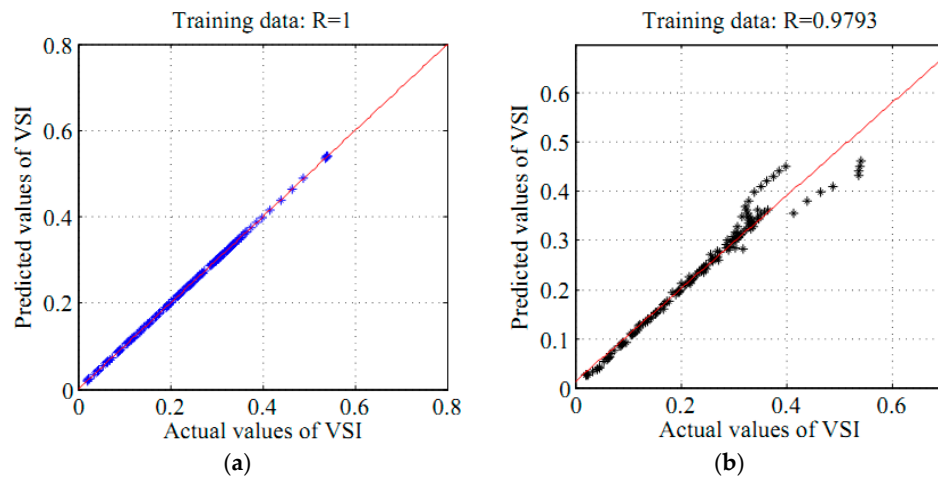 Training data: R=1
Predicted values of VSI
0.8
0.6
0.4
0.2
0
0
0.2
0.4
0.6
0.8
Actual values of VSI
(a)
Training data: R=0.9793
Predicted values of VSI
0.6
0.5
0.4
0.3
0.2
0.1
0
0
0.2
0.4
0.6
Actual values of VSI
(b)